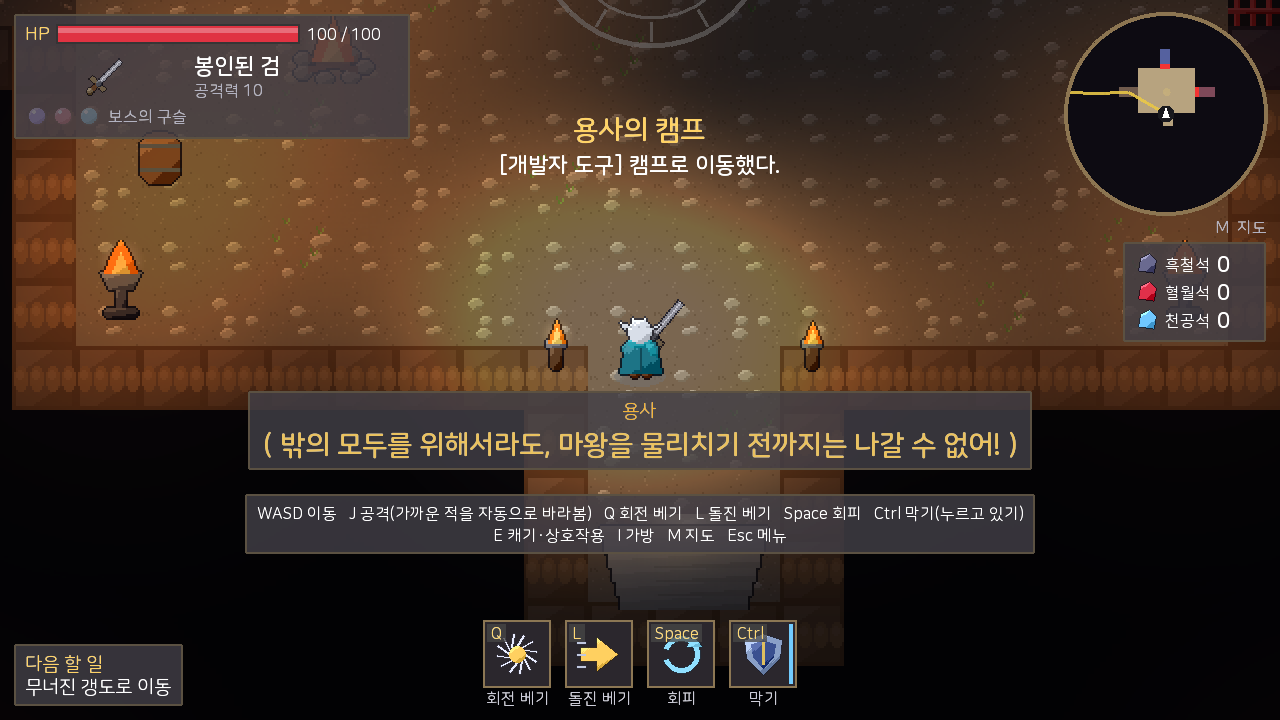 HP 100/100
봉인된 검
공격력 10
보스의 구슬
용사의 캠프
[개발자 도구] 캠프로 이동했다.
M 지도
흑철석 0
혈월석 0
천공석 0
용사
( 밖의 모두를 위해서라도, 마왕을 물리치기 전까지는 나갈 수 없어! )
WASD 이동 J 공격(가까운 적을 자동으로 바라봄) Q 회전 베기 L 돌진 베기 Space 회피 Ctrl 막기(누르고 있기)
E 캐기·상호작용 I 가방 M 지도 Esc 메뉴
Q L Space Ctrl
회전 베기 돌진 베기 회피 막기
다음 할 일
무너진 갱도로 이동